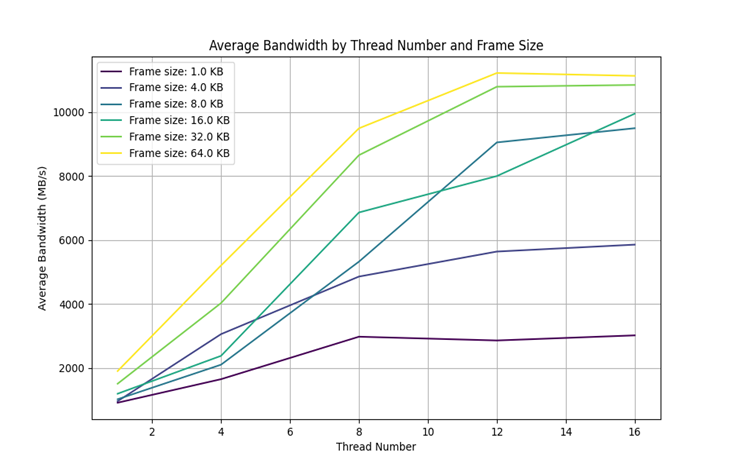 Average Bandwidth by Thread Number and Frame Size
Frame size: 1.0 KB
Frame size: 4.0 KB
Frame size: 8.0 KB
Frame size: 16.0 KB
Frame size: 32.0 KB
Frame size: 64.0 KB
Average Bandwidth (MB/s)
10000
8000
6000
4000
2000
2 4 6 8 10 12 14 16
Thread Number